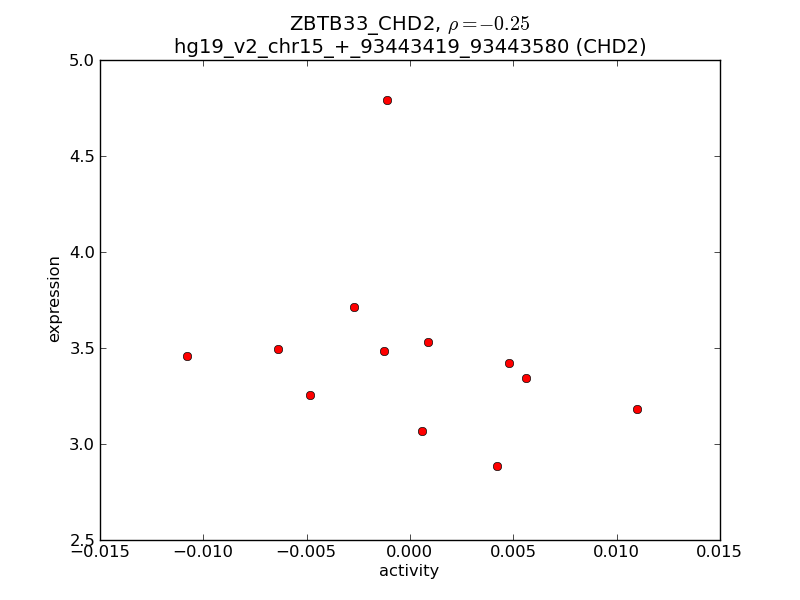 ZBTB33_CHD2, ρ = −0.25
hg19_v2_chr15_+_93443419_93443580 (CHD2)
5.0
4.5
4.0
3.5
3.0
2.5
expression
−0.015 −0.010 −0.005 0.000 0.005 0.010 0.015
activity